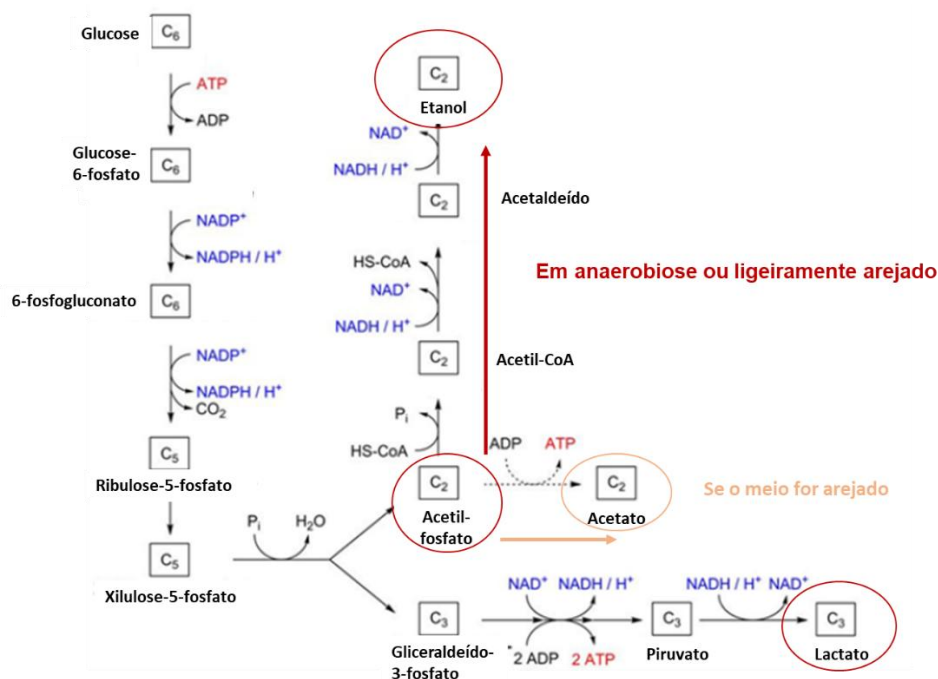 Glucose
C6
ATP
ADP
Glucose-
6-fosfato
C6
NADP+
NADPH / H+
6-fosfogluconato
C6
NADP+
NADPH / H+
CO2
C5
Ribulose-5-fosfato
C5
Xilulose-5-fosfato
Pi
H2O
C2
Etanol
NAD+
NADH / H+
C2
Acetaldeído
HS-CoA
NAD+
NADH / H+
C2
Acetil-CoA
Pi
HS-CoA
C2
Acetil-
fosfato
Em anaerobiose ou ligeiramente arejado
ADP
ATP
C2
Acetato
Se o meio for arejado
C3
Gliceraldeído-
3-fosfato
NAD+
NADH / H+
2 ADP
2 ATP
C3
Piruvato
NADH / H+
NAD+
C3
Lactato